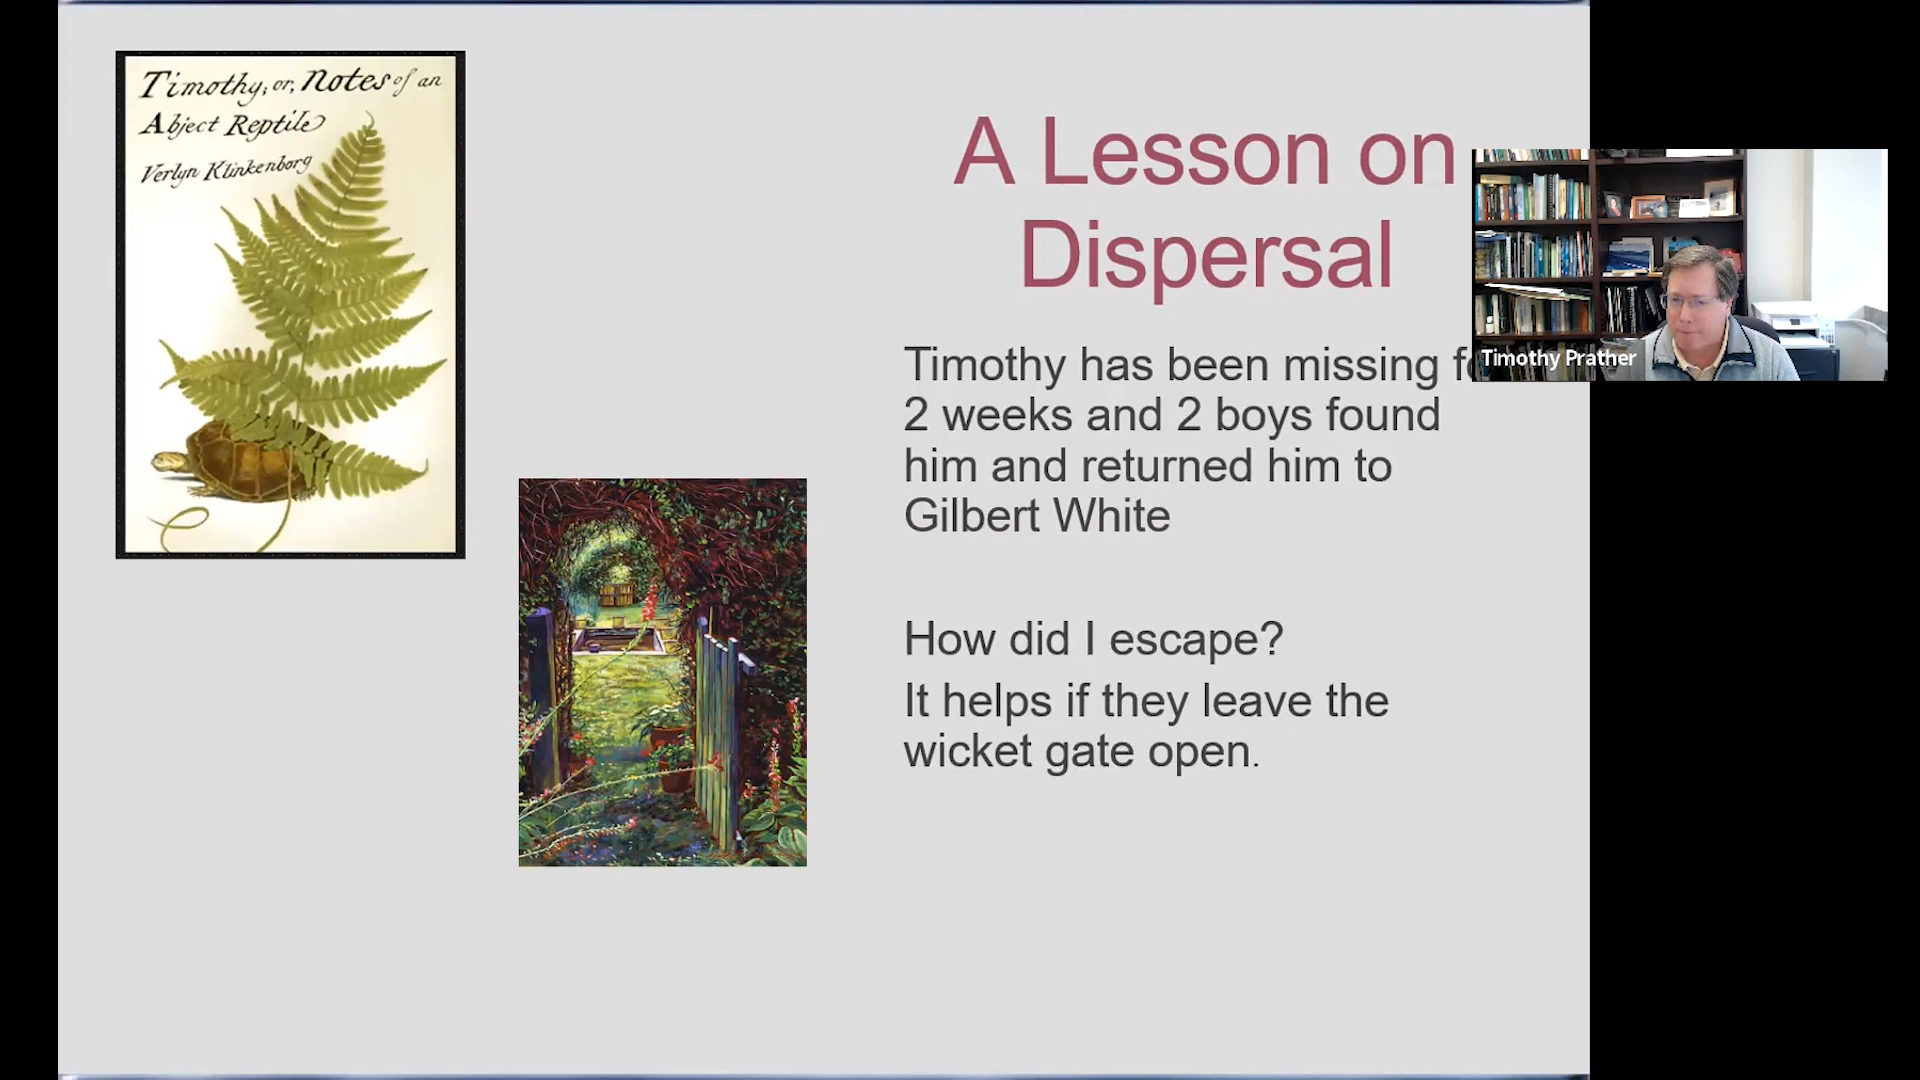 Timothy; or, Notes of an
Abject Reptile
Verlyn Klinkenborg
A Lesson on
Dispersal
Timothy has been missing
2 weeks and 2 boys found
him and returned him to
Gilbert White
How did I escape?
It helps if they leave the
wicket gate open.
Timothy Prather